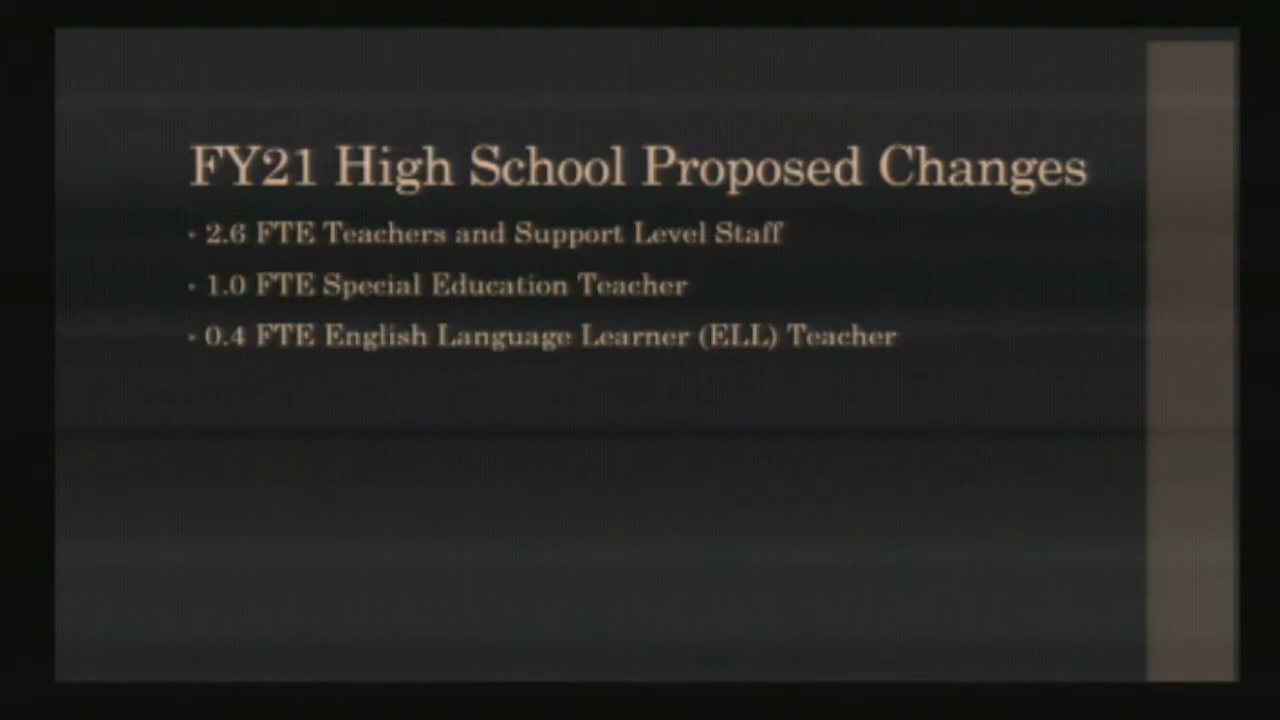 FY21 High School Proposed Changes
• 2.6 FTE Teachers and Support Level Staff
• 1.0 FTE Special Education Teacher
• 0.4 FTE English Language Learner (ELL) Teacher